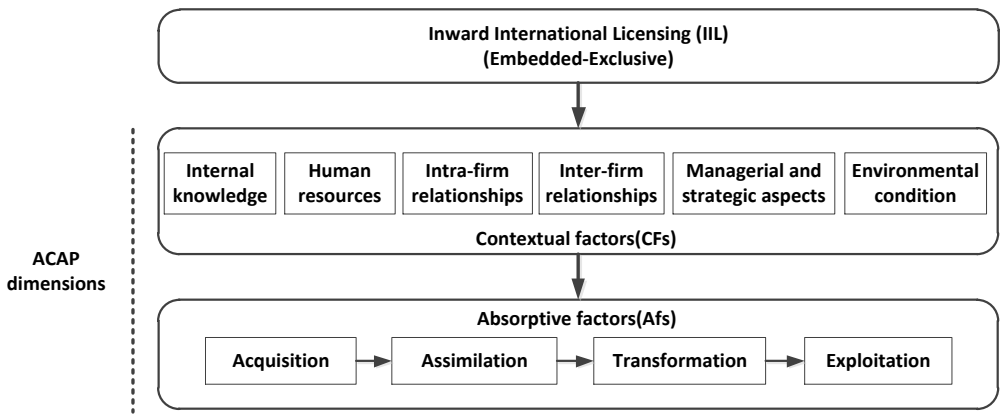 Inward International Licensing (IIL)
(Embedded-Exclusive)
Internal
knowledge
Human
resources
Intra-firm
relationships
Inter-firm
relationships
Managerial and
strategic aspects
Environmental
condition
Contextual factors(CFs)
ACAP
dimensions
Absorptive factors(Afs)
Acquisition
Assimilation
Transformation
Exploitation